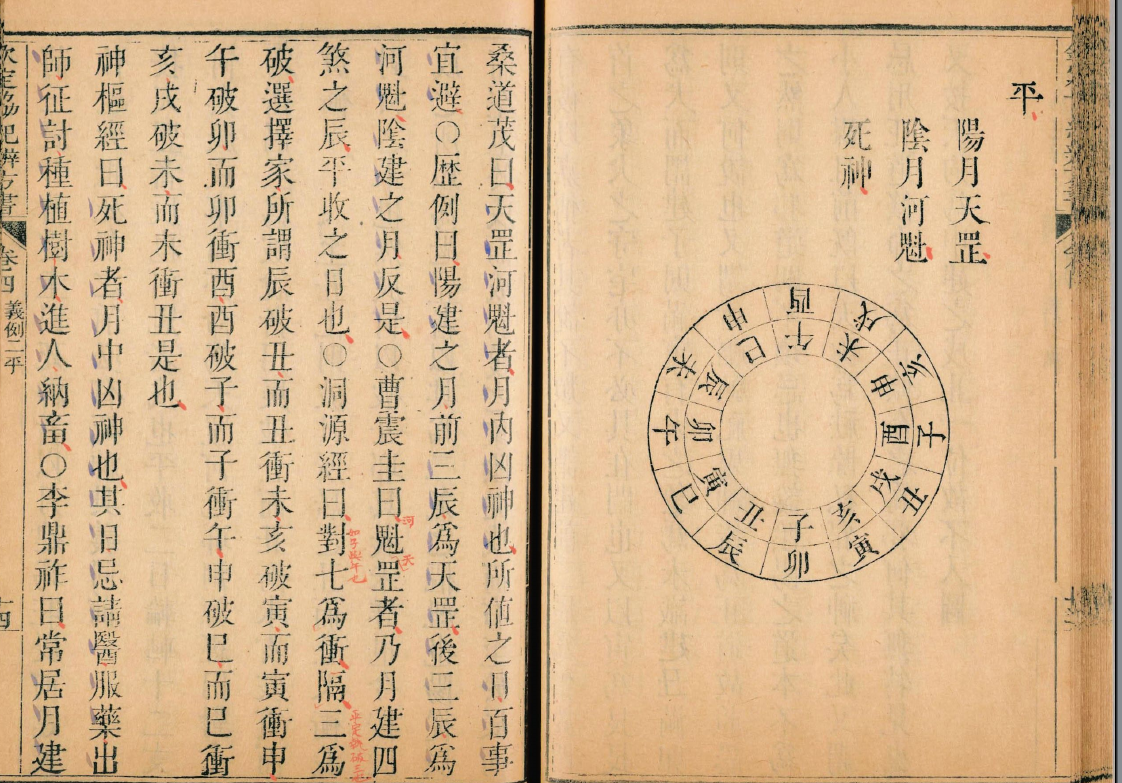 平
陽月天罡
陰月河魁
死神
子丑寅卯辰巳午未申酉戌亥
酉戌亥子丑寅卯辰巳午未申
桑道茂曰天罡河魁者月内凶神也所值之日百事
宜避〇歷例曰陽建之月前三辰為天罡後三辰為
河魁陰建之月反是〇曹震圭曰魁罡者乃月建四
煞之辰平收之日也〇洞源經曰對七為衝隔三為
破選擇家所謂辰破丑而丑衝未亥破寅而寅衝申
午破卯而卯衝酉酉破子而子衝午申破巳而巳衝
亥戌破未而未衝丑是也
神樞經曰死神者月中凶神也其日忌請醫服藥出
師征討種植樹木進人納畜〇李鼎祚曰常居月建
欽定協紀辨方書
卷四
義例二平
河
天